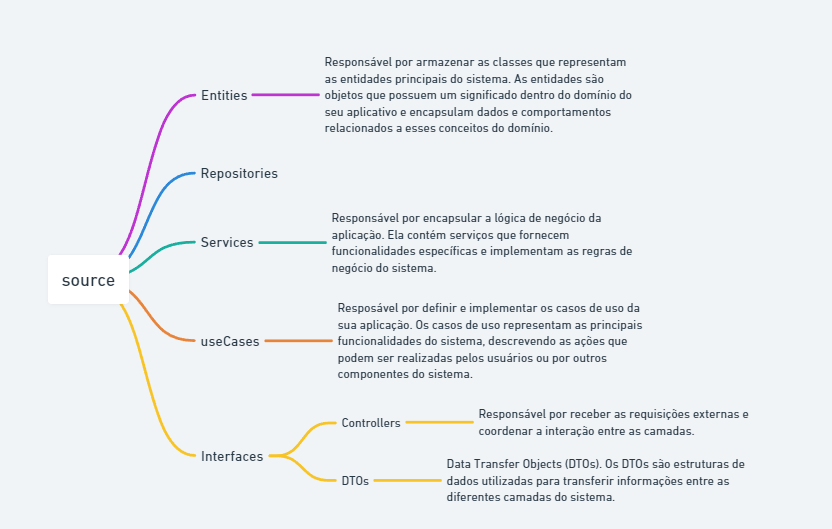 source
Entities
Responsável por armazenar as classes que representam
as entidades principais do sistema. As entidades são
objetos que possuem um significado dentro do domínio do
seu aplicativo e encapsulam dados e comportamentos
relacionados a esses conceitos do domínio.
Repositories
Services
Responsável por encapsular a lógica de negócio da
aplicação. Ela contém serviços que fornecem
funcionalidades específicas e implementam as regras de
negócio do sistema.
useCases
Resposável por definir e implementar os casos de uso da
sua aplicação. Os casos de uso representam as principais
funcionalidades do sistema, descrevendo as ações que
podem ser realizadas pelos usuários ou por outros
componentes do sistema.
Interfaces
Controllers
Responsável por receber as requisições externas e
coordenar a interação entre as camadas.
DTOs
Data Transfer Objects (DTOs). Os DTOs são estruturas de
dados utilizadas para transferir informações entre as
diferentes camadas do sistema.